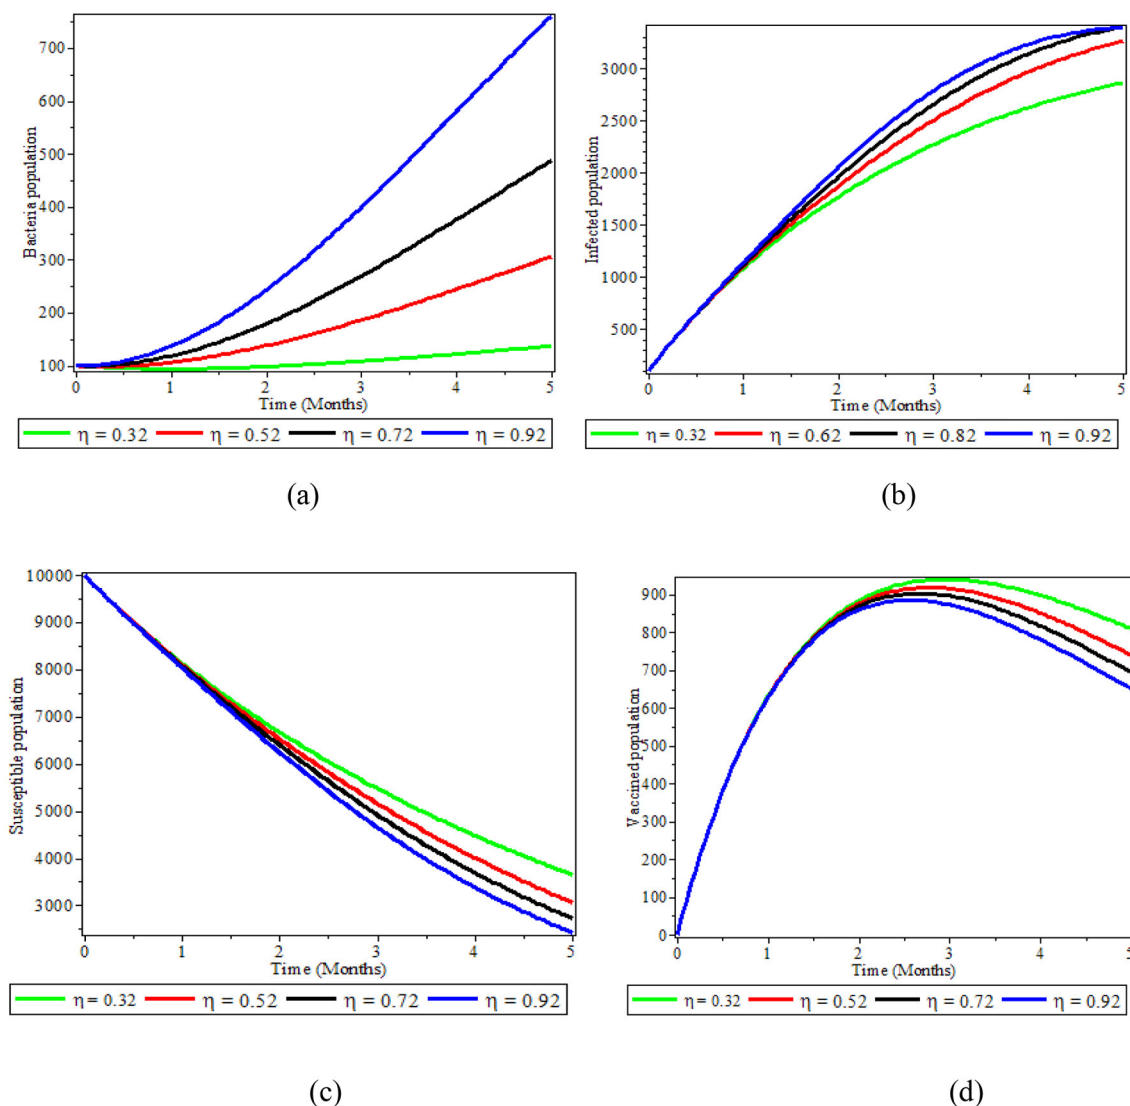 700
600
500
400
300
200
100
Bacteria population
0 1 2 3 4 5
Time (Months)
η = 0.32 η = 0.52 η = 0.72 η = 0.92
(a)
3000
2500
2000
1500
1000
500
Infected population
0 1 2 3 4 5
Time (Months)
η = 0.32 η = 0.62 η = 0.82 η = 0.92
(b)
10000
9000
8000
7000
6000
5000
4000
3000
Susceptible population
0 1 2 3 4 5
Time (Months)
η = 0.32 η = 0.52 η = 0.72 η = 0.92
(c)
900
800
700
600
500
400
300
200
100
0
Vaccined population
0 1 2 3 4 5
Time (Months)
η = 0.32 η = 0.52 η = 0.72 η = 0.92
(d)